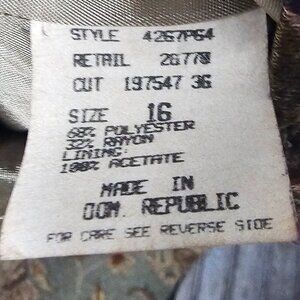 STYLE 4267P64
RETAIL 26770
CUT 197547 36
SIZE 16
68% POLYESTER
32% RAYON
LINING:
100% ACETATE
MADE IN
DOM. REPUBLIC
FOR CARE SEE REVERSE SIDE